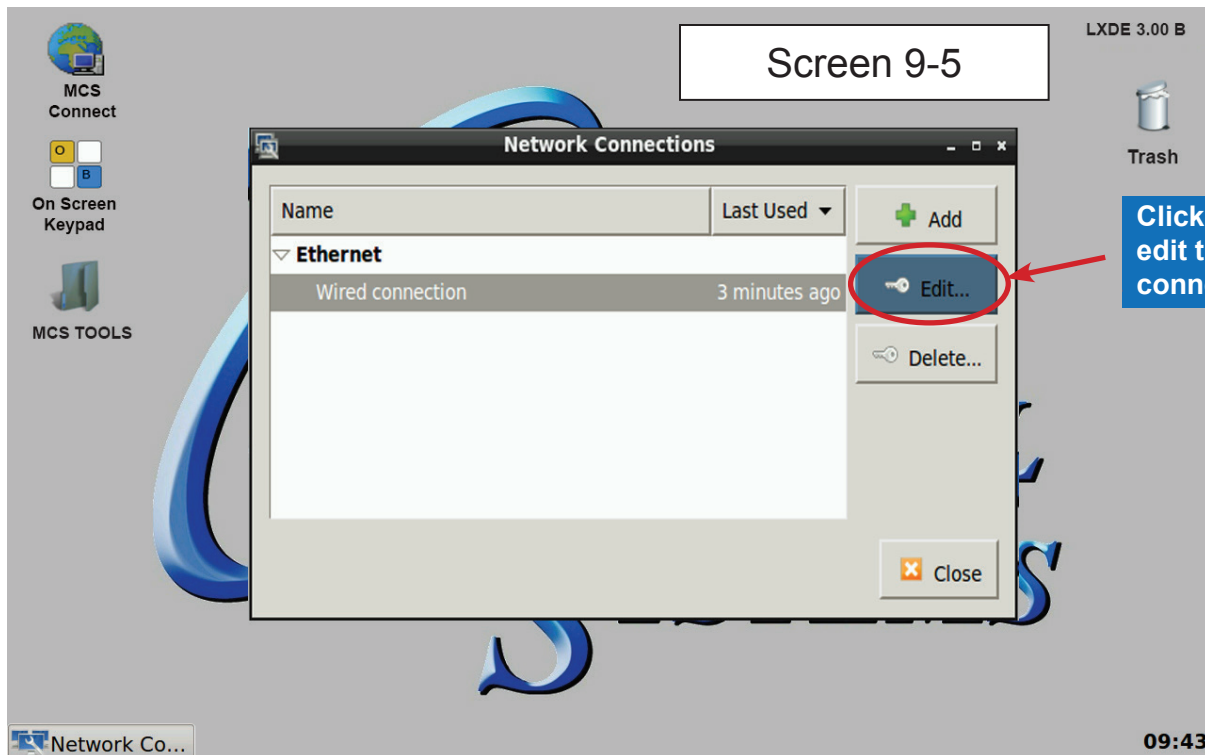 LXDE 3.00 B
Screen 9-5
MCS
Connect
Trash
O
B
On Screen
Keypad
MCS TOOLS
Network Connections
Name
Last Used
Add
Ethernet
Wired connection
3 minutes ago
Edit...
Delete...
Close
Click
edit
Network Co...
09:43